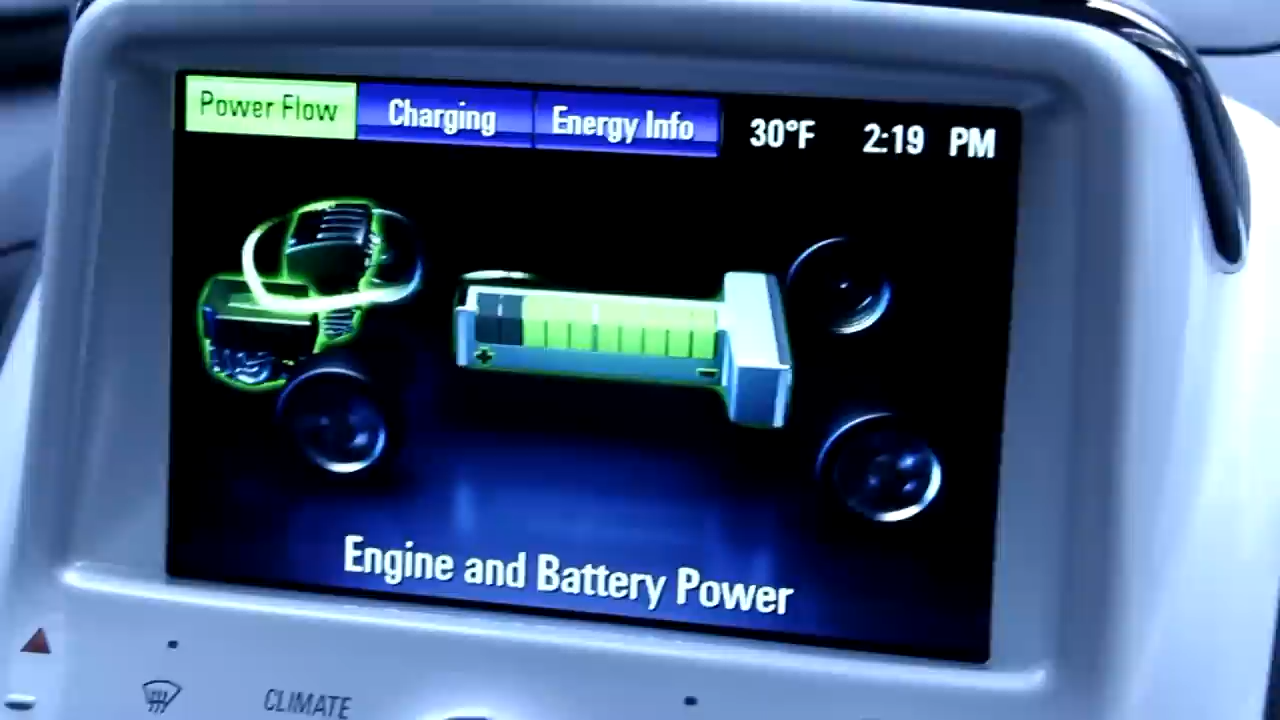 Power Flow Charging Energy Info 30°F 2:19 PM
Engine and Battery Power
CLIMATE